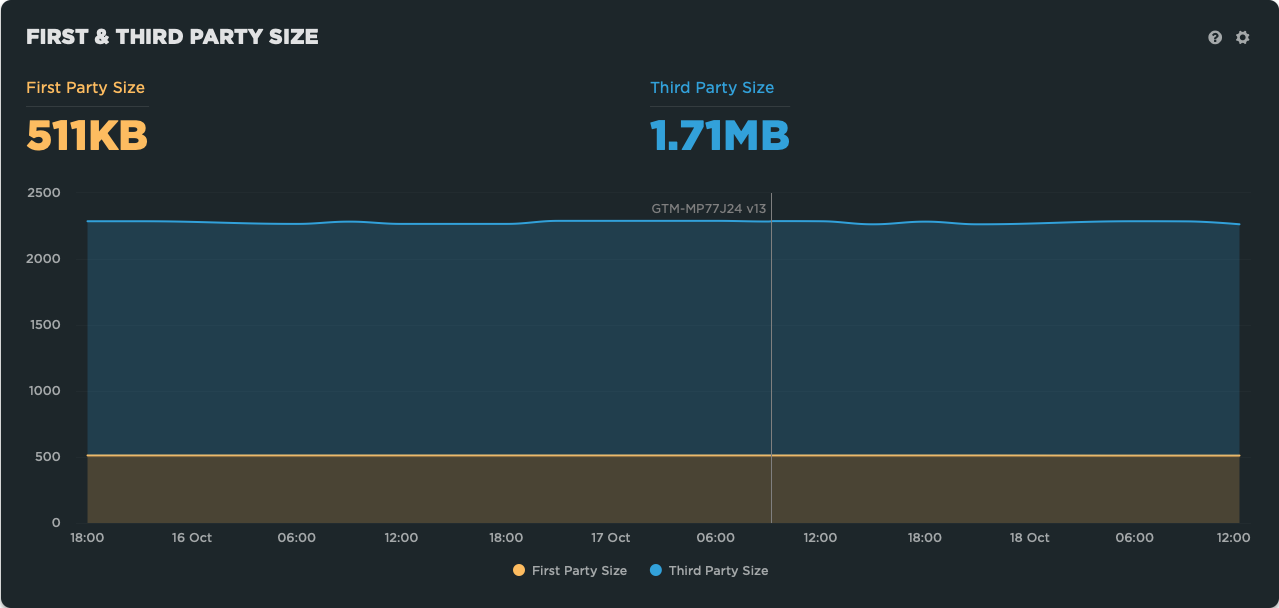 FIRST & THIRD PARTY SIZE
?
First Party Size
Third Party Size
511KB
1.71MB
2500
GTM-MP77J24 v13
2000
1500
1000
500
0
18:00 16 Oct 06:00 12:00 18:00 17 Oct 06:00 12:00 18:00 18 Oct 06:00 12:00
First Party Size Third Party Size